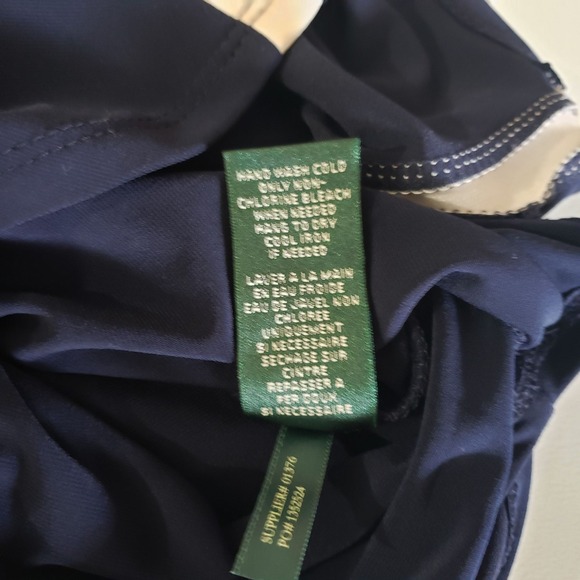 HAND WASH COLD
ONLY NON-
CHLORINE BLEACH
WHEN NEEDED
HANG TO DRY
COOL IRON
IF NEEDED
LAVER A LA MAIN
EN EAU FROIDE
EAU DE JAVEL NON
CHLOREE
UNIQUEMENT
SI NECESSAIRE
SECHAGE SUR
CINTRE
REPASSER A
FER DOUX
SI NECESSAIRE
SUPPLIER# 01376
PO# 1352524